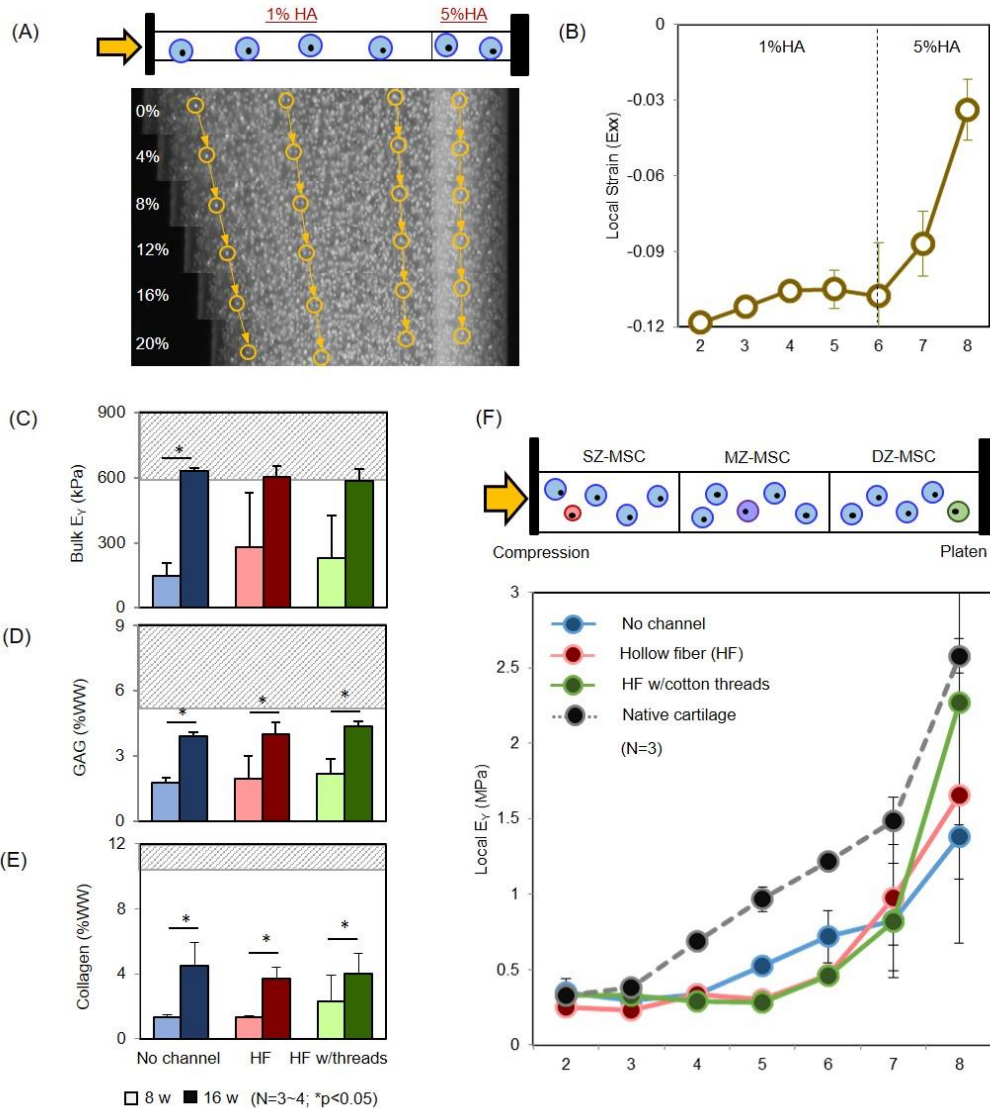 (A)
1% HA
5%HA
0%
4%
8%
12%
16%
20%
(B)
1%HA
5%HA
Local Strain (Exx)
0
-0.03
-0.06
-0.09
-0.12
2 3 4 5 6 7 8
(C)
Bulk EY (kPa)
900
600
300
0
*
(D)
GAG (%WW)
9
6
3
0
* * *
(E)
Collagen (%WW)
12
8
4
0
* * *
No channel HF HF w/threads
8 w 16 w (N=3~4; *p<0.05)
(F)
SZ-MSC MZ-MSC DZ-MSC
Compression Platen
Local EY (MPa)
3
2.5
2
1.5
1
0.5
0
No channel
Hollow fiber (HF)
HF w/cotton threads
Native cartilage
(N=3)
2 3 4 5 6 7 8